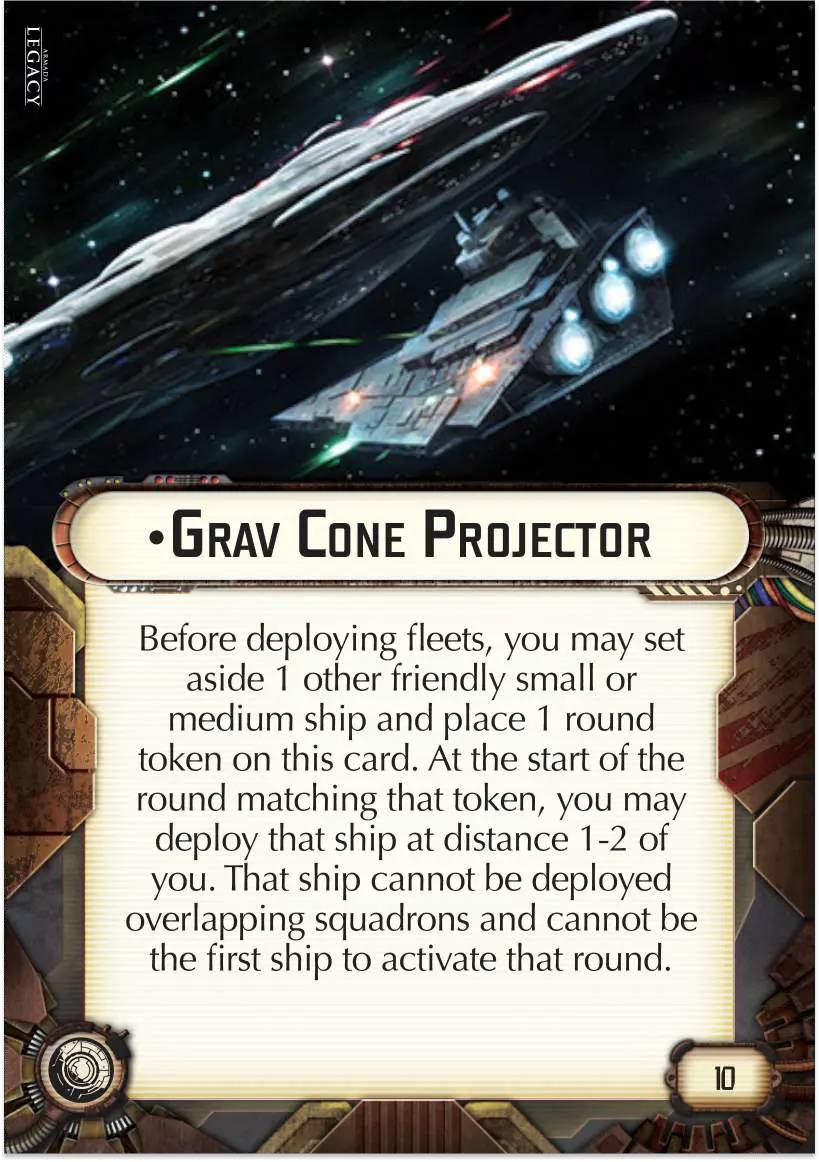 ARMADA
LEGACY
•Grav Cone Projector
Before deploying fleets, you may set
aside 1 other friendly small or
medium ship and place 1 round
token on this card. At the start of the
round matching that token, you may
deploy that ship at distance 1-2 of
you. That ship cannot be deployed
overlapping squadrons and cannot be
the first ship to activate that round.
10